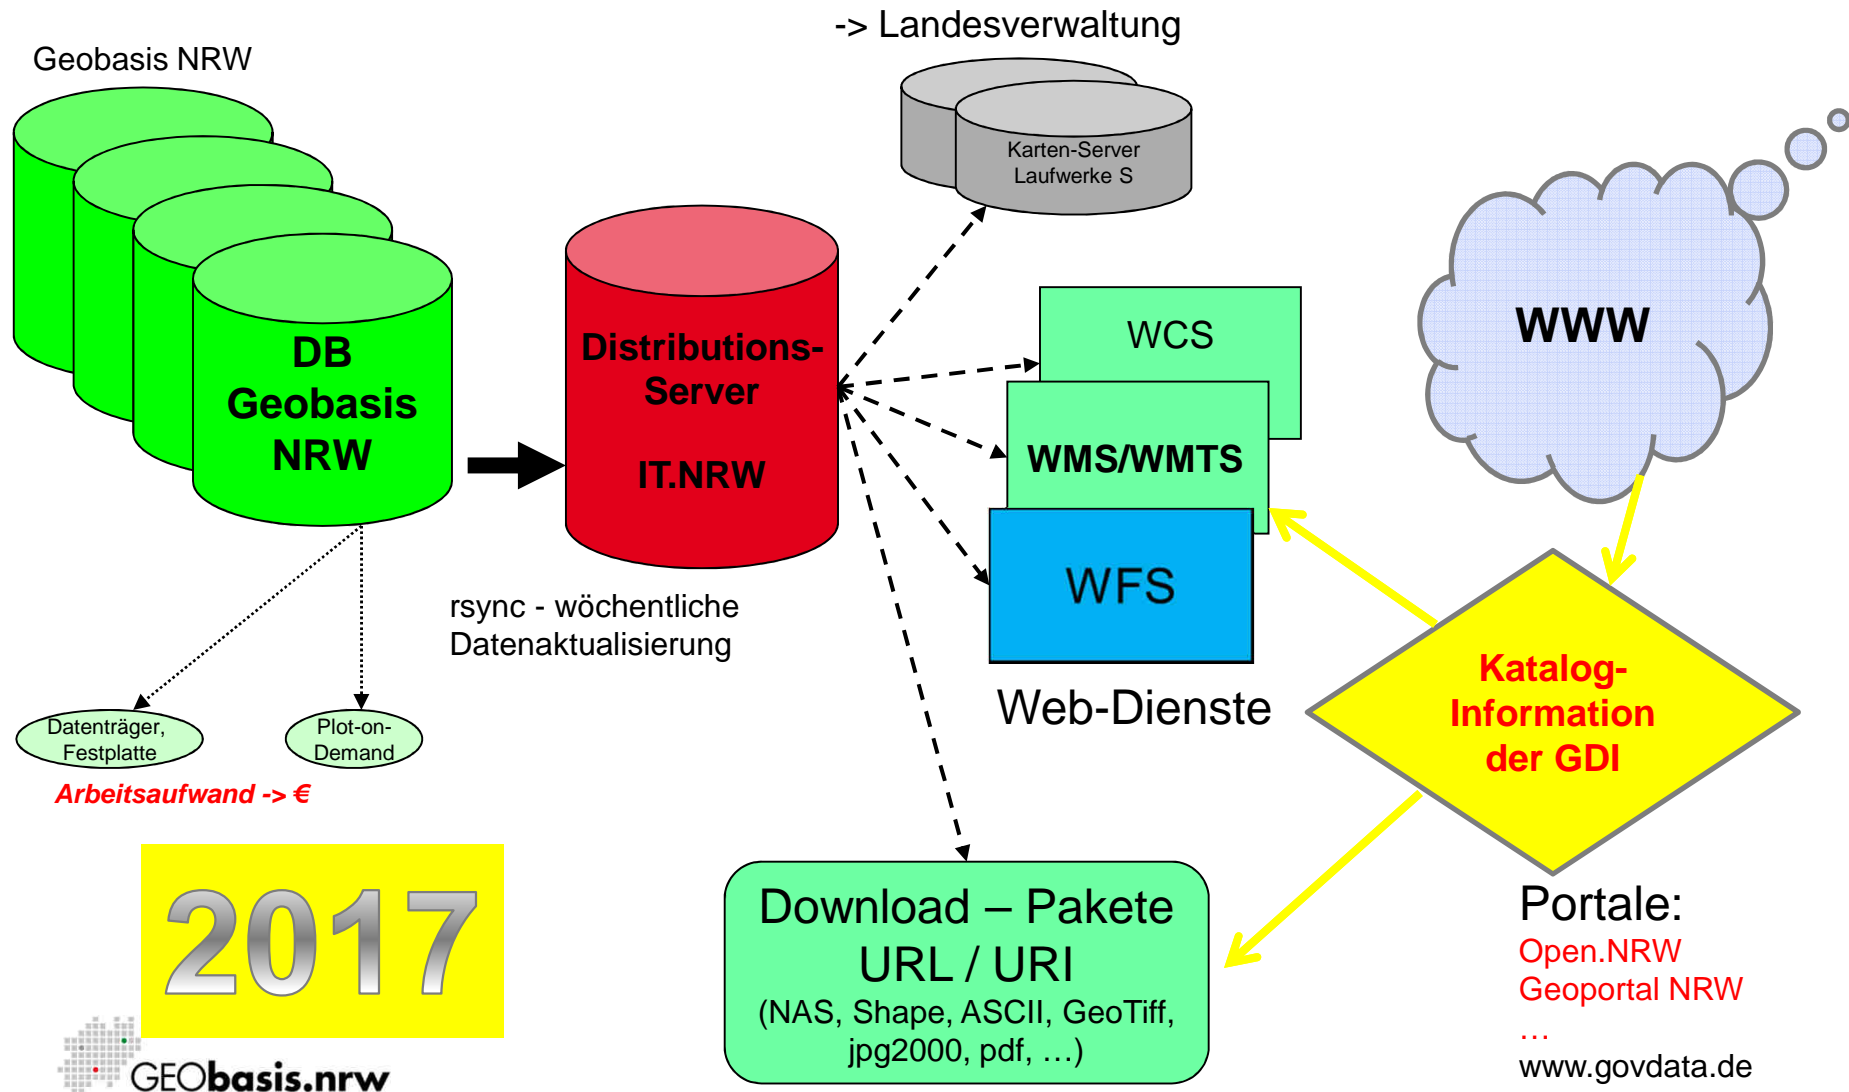 -> Landesverwaltung
Geobasis NRW
Karten-Server
Laufwerke S
DB
Geobasis
NRW
Distributions-
Server
IT.NRW
WCS
WMS/WMTS
WFS
Web-Dienste
WWW
rsync - wöchentliche
Datenaktualisierung
Datenträger,
Festplatte
Plot-on-
Demand
Arbeitsaufwand -> €
Katalog-
Information
der GDI
2017
Download – Pakete
URL / URI
(NAS, Shape, ASCII, GeoTiff,
jpg2000, pdf, …)
Portale:
Open.NRW
Geoportal NRW
…
www.govdata.de
GEObasis.nrw